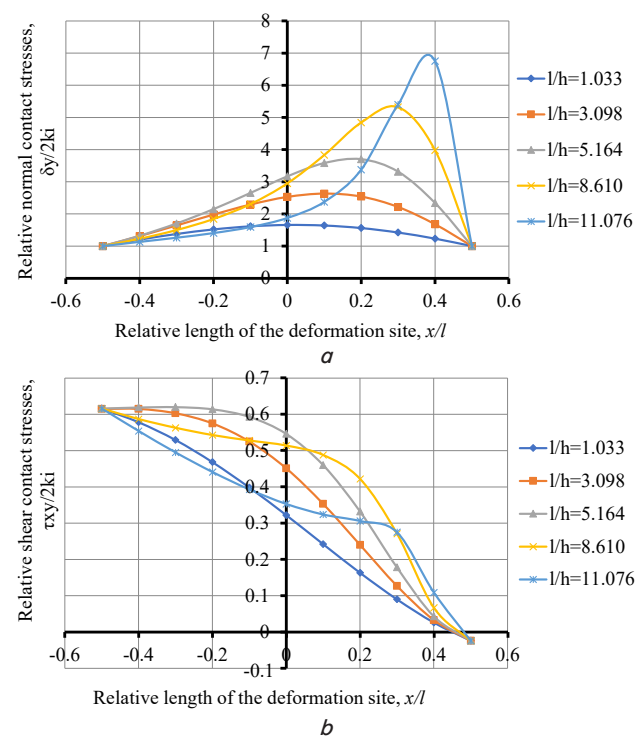 Relative normal contact stresses,
δy/2ki
8
7
6
5
4
3
2
1
0
-0.6 -0.4 -0.2 0 0.2 0.4 0.6
l/h=1.033
l/h=3.098
l/h=5.164
l/h=8.610
l/h=11.076
Relative length of the deformation site, x/l
a
Relative shear contact stresses,
τxy/2ki
0.7
0.6
0.5
0.4
0.3
0.2
0.1
0
-0.1
-0.6 -0.4 -0.2 0 0.2 0.4 0.6
l/h=1.033
l/h=3.098
l/h=5.164
l/h=8.610
l/h=11.076
Relative length of the deformation site, x/l
b